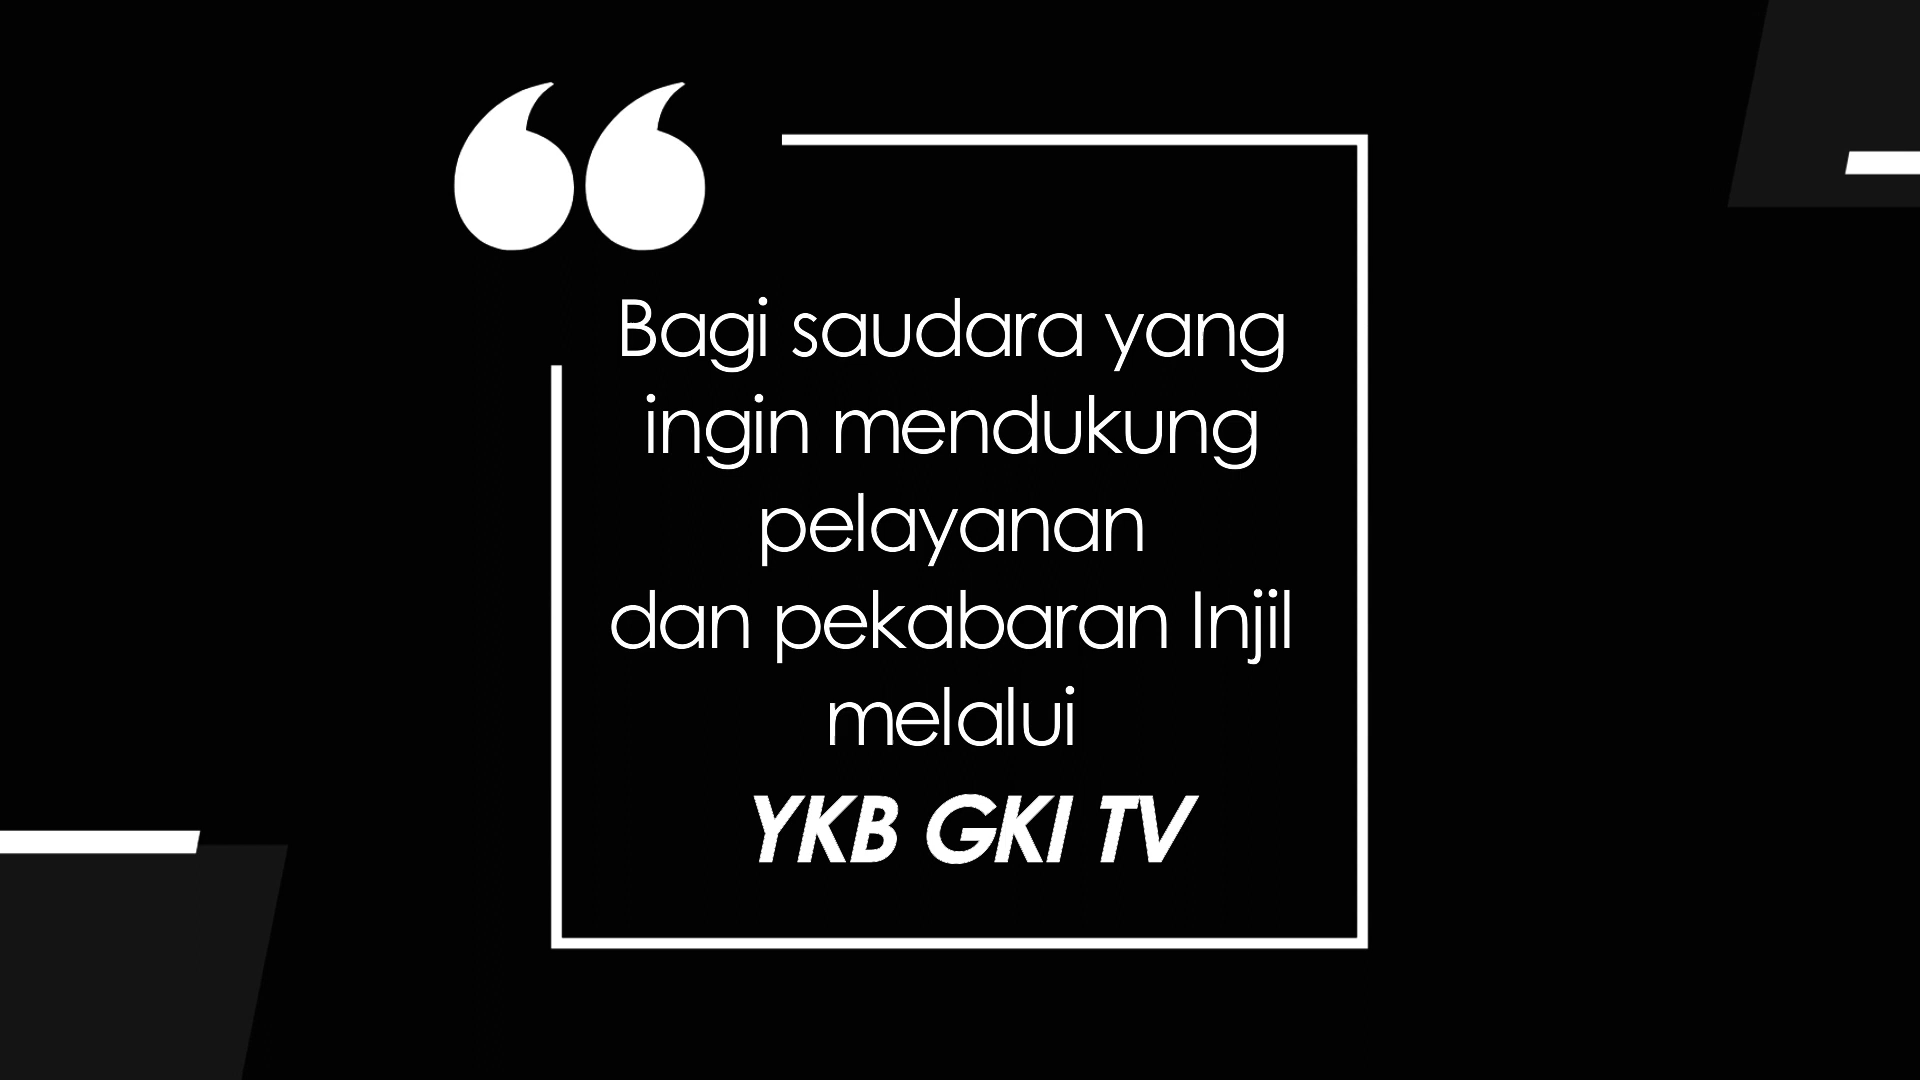 Bagi saudara yang
ingin mendukung
pelayanan
dan pekabaran Injil
melalui
YKB GKI TV